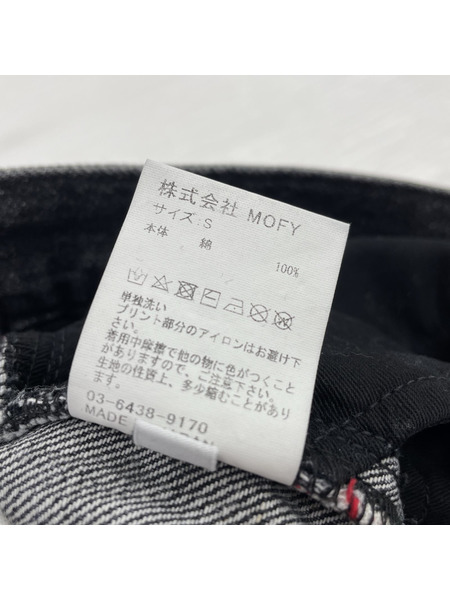 株式会社 MOFY
サイズ: S
本体 綿 100%
単独洗い
プリント部分のアイロンはお避け下
さい。
着用中摩擦で他の物に色がつくこと
がありますので、ご注意下さい。
生地の性質上、多少縮むことがあり
ます。
03-6438-9170
MADE